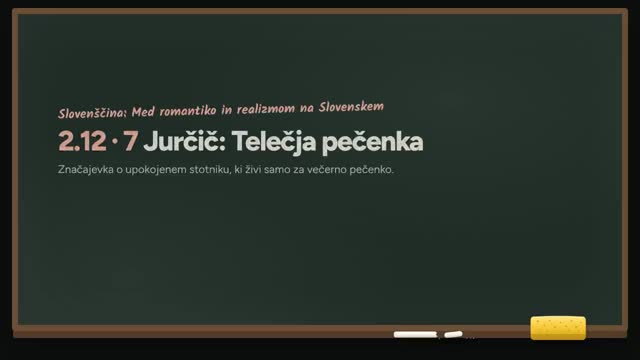 Slovenščina: Med romantiko in realizmom na Slovenskem
2.12 · 7 Jurčič: Telečja pečenka
Značajevka o upokojenem stotniku, ki živi samo za večerno pečenko.